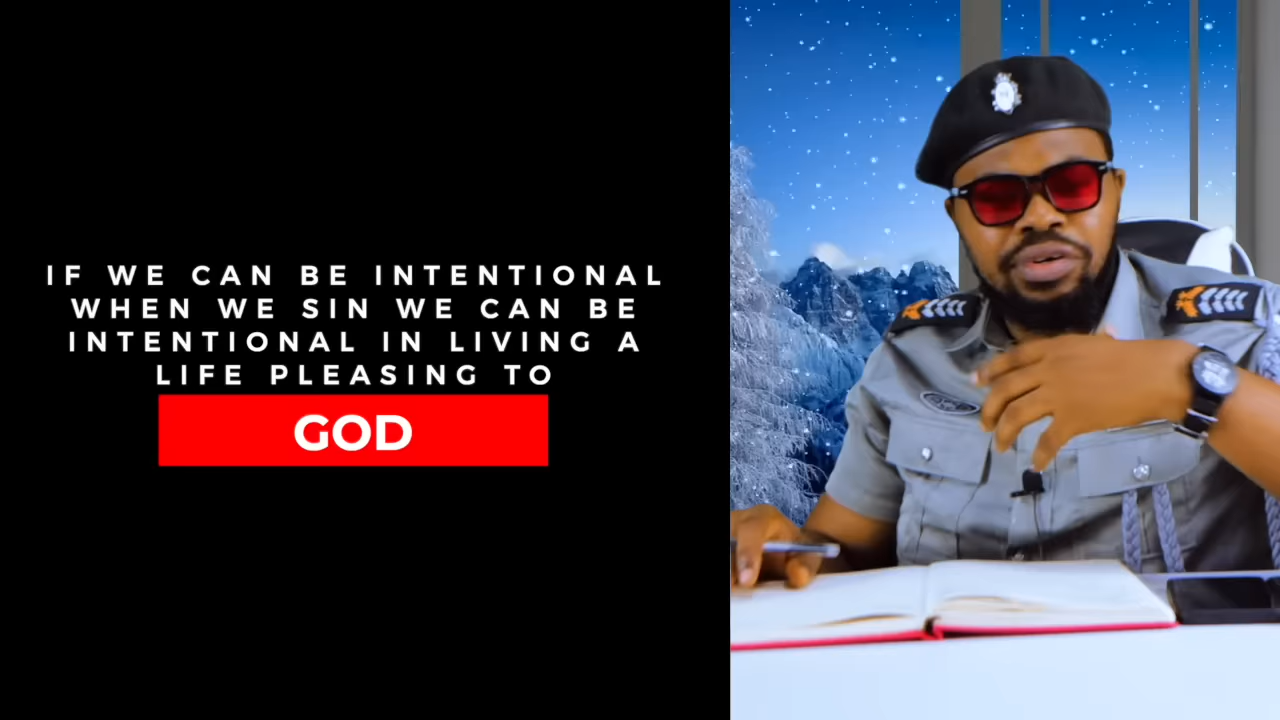 IF WE CAN BE INTENTIONAL
WHEN WE SIN WE CAN BE
INTENTIONAL IN LIVING A
LIFE PLEASING TO
GOD